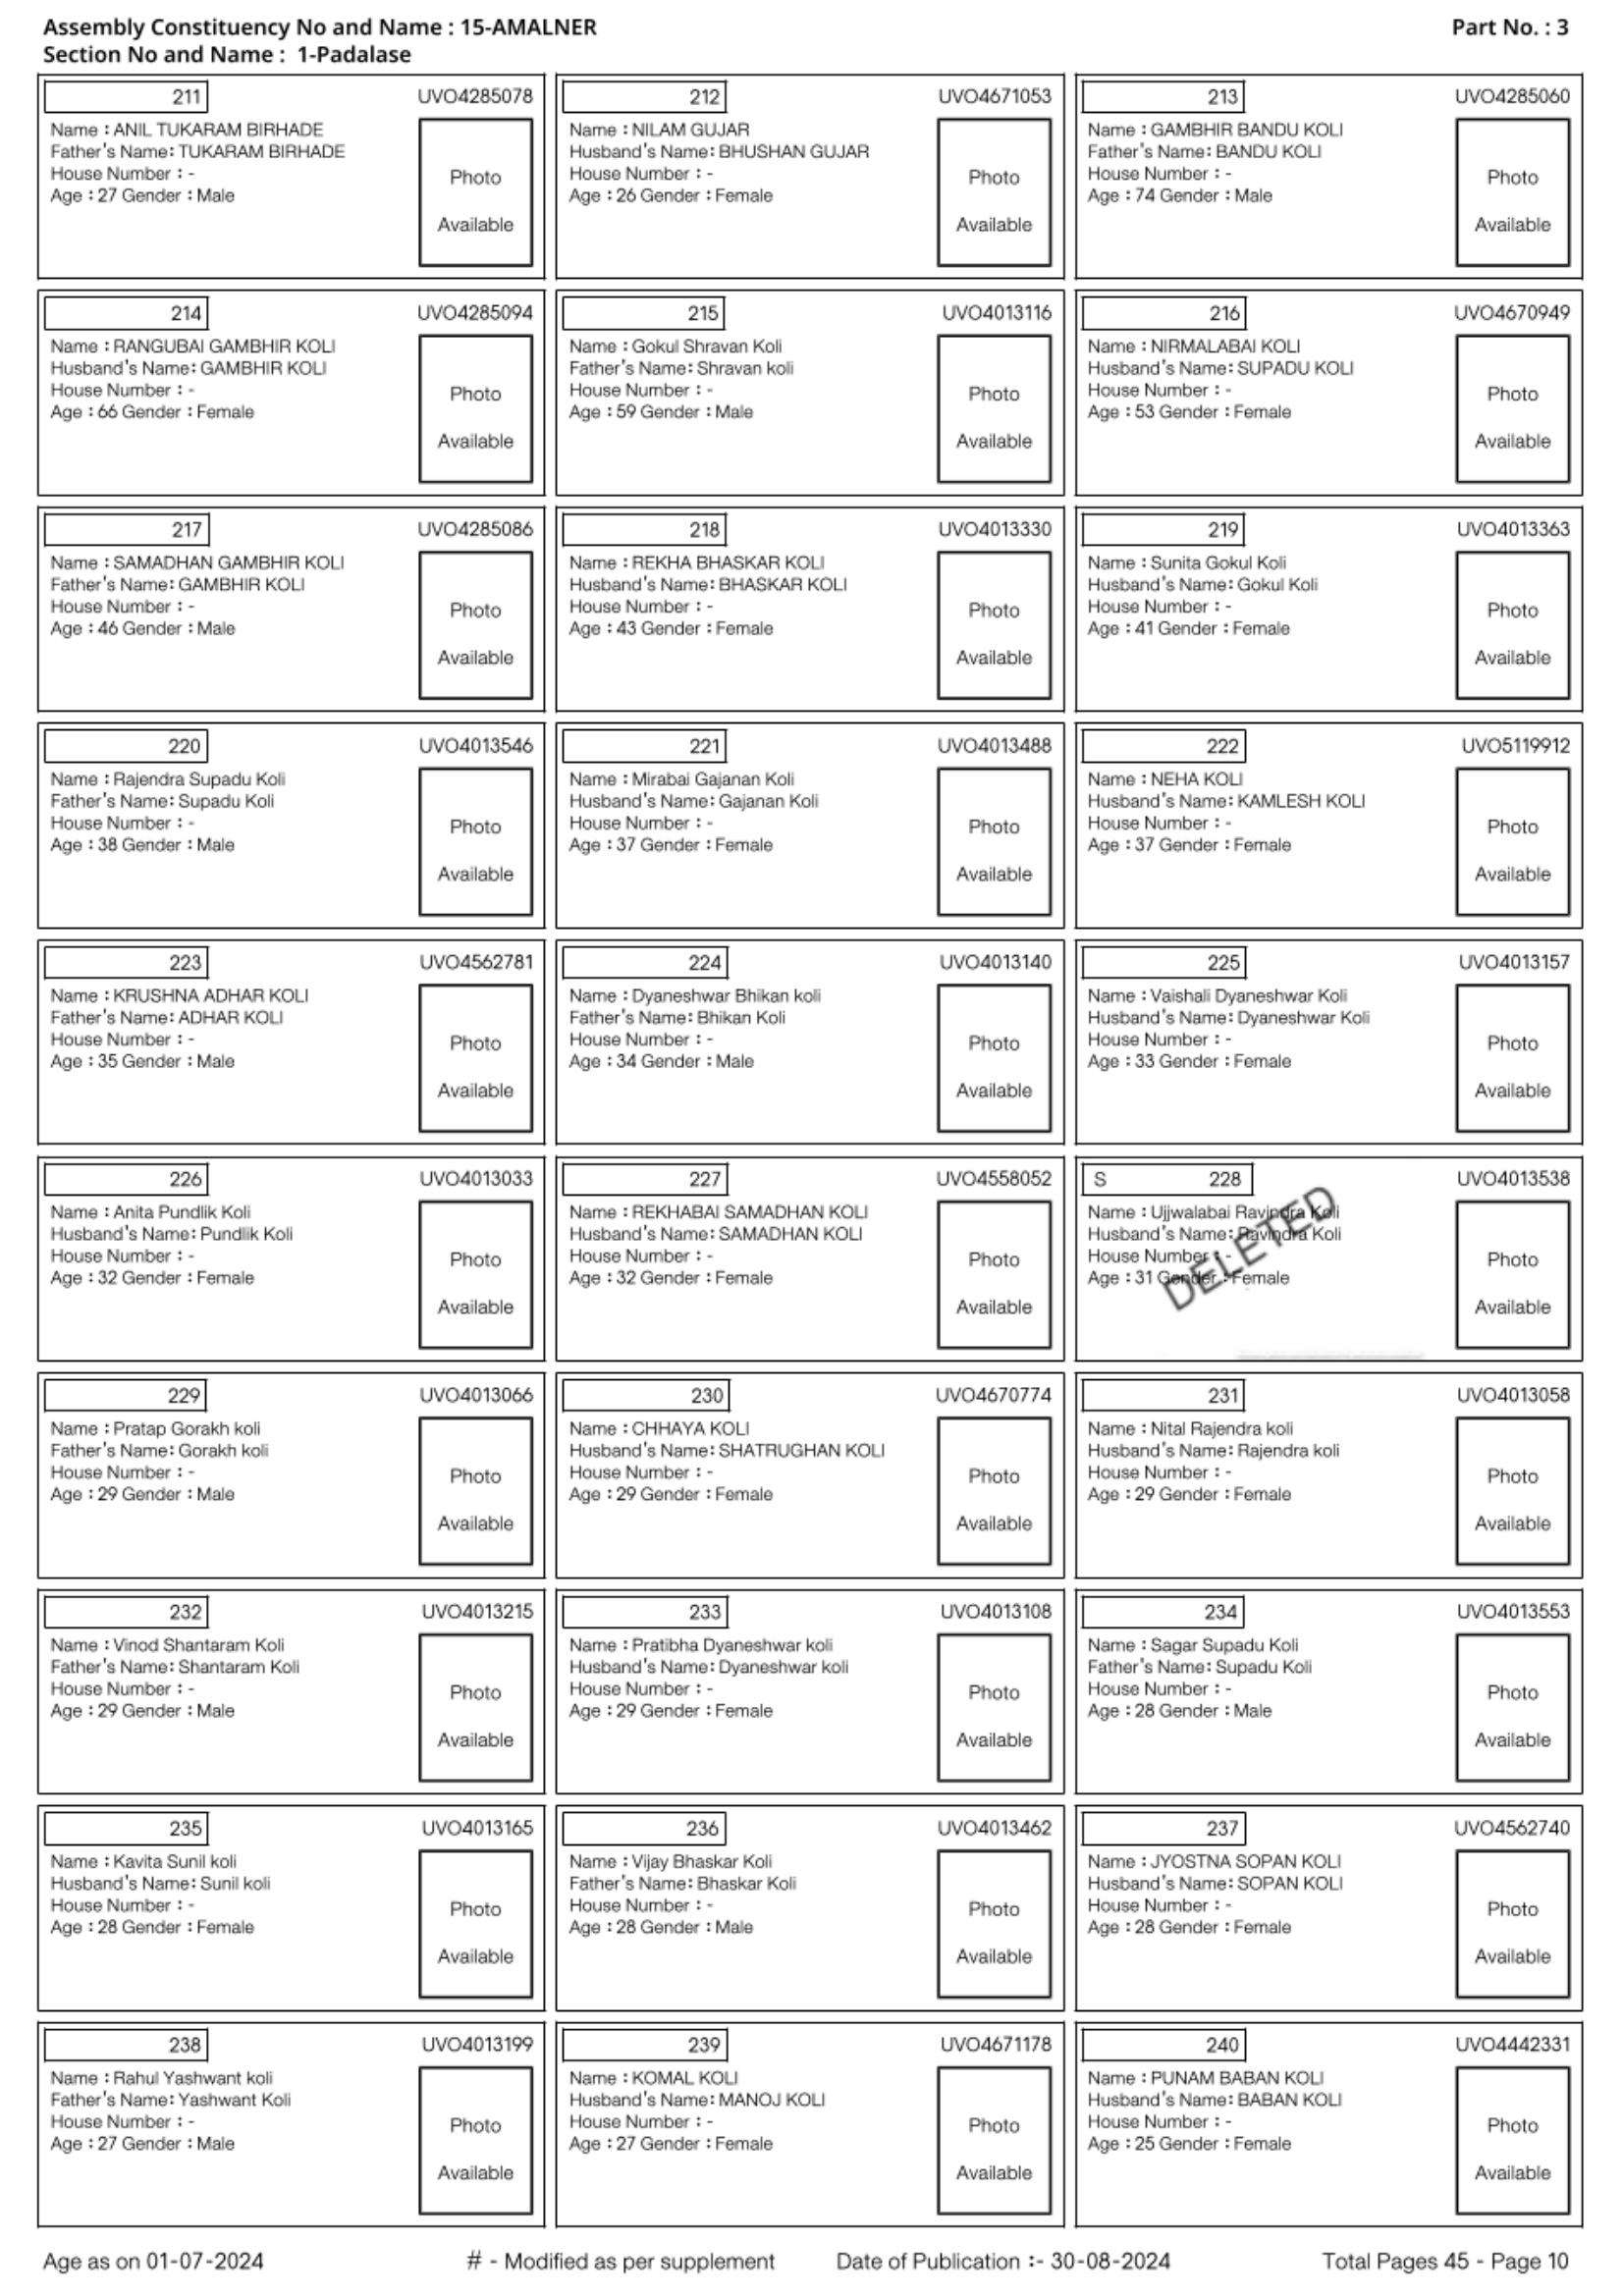 Assembly Constituency No and Name : 15-AMALNER
Part No. : 3
Section No and Name : 1-Padalase
211 UVO4285078
Name : ANIL TUKARAM BIRHADE
Father's Name: TUKARAM BIRHADE
House Number : -
Age : 27 Gender : Male
Photo
Available
212 UVO4671053
Name : NILAM GUJAR
Husband's Name: BHUSHAN GUJAR
House Number : -
Age : 26 Gender : Female
Photo
Available
213 UVO4285060
Name : GAMBHIR BANDU KOLI
Father's Name: BANDU KOLI
House Number : -
Age : 74 Gender : Male
Photo
Available
214 UVO4285094
Name : RANGUBAI GAMBHIR KOLI
Husband's Name: GAMBHIR KOLI
House Number : -
Age : 66 Gender : Female
Photo
Available
215 UVO4013116
Name : Gokul Shravan Koli
Father's Name: Shravan koli
House Number : -
Age : 59 Gender : Male
Photo
Available
216 UVO4670949
Name : NIRMALABAI KOLI
Husband's Name: SUPADU KOLI
House Number : -
Age : 53 Gender : Female
Photo
Available
217 UVO4285086
Name : SAMADHAN GAMBHIR KOLI
Father's Name: GAMBHIR KOLI
House Number : -
Age : 46 Gender : Male
Photo
Available
218 UVO4013330
Name : REKHA BHASKAR KOLI
Husband's Name: BHASKAR KOLI
House Number : -
Age : 43 Gender : Female
Photo
Available
219 UVO4013363
Name : Sunita Gokul Koli
Husband's Name: Gokul Koli
House Number : -
Age : 41 Gender : Female
Photo
Available
220 UVO4013546
Name : Rajendra Supadu Koli
Father's Name: Supadu Koli
House Number : -
Age : 38 Gender : Male
Photo
Available
221 UVO4013488
Name : Mirabai Gajanan Koli
Husband's Name: Gajanan Koli
House Number : -
Age : 37 Gender : Female
Photo
Available
222 UVO5119912
Name : NEHA KOLI
Husband's Name: KAMLESH KOLI
House Number : -
Age : 37 Gender : Female
Photo
Available
223 UVO4562781
Name : KRUSHNA ADHAR KOLI
Father's Name: ADHAR KOLI
House Number : -
Age : 35 Gender : Male
Photo
Available
224 UVO4013140
Name : Dyaneshwar Bhikan koli
Father's Name: Bhikan Koli
House Number : -
Age : 34 Gender : Male
Photo
Available
225 UVO4013157
Name : Vaishali Dyaneshwar Koli
Husband's Name: Dyaneshwar Koli
House Number : -
Age : 33 Gender : Female
Photo
Available
226 UVO4013033
Name : Anita Pundlik Koli
Husband's Name: Pundlik Koli
House Number : -
Age : 32 Gender : Female
Photo
Available
227 UVO4558052
Name : REKHABAI SAMADHAN KOLI
Husband's Name: SAMADHAN KOLI
House Number : -
Age : 32 Gender : Female
Photo
Available
S 228 UVO4013538
Name : Ujjwalabai Ravindra Koli
Husband's Name: Ravindra Koli
House Number : -
Age : 31 Gender : Female
DELETED
Photo
Available
229 UVO4013066
Name : Pratap Gorakh koli
Father's Name: Gorakh koli
House Number : -
Age : 29 Gender : Male
Photo
Available
230 UVO4670774
Name : CHHAYA KOLI
Husband's Name: SHATRUGHAN KOLI
House Number : -
Age : 29 Gender : Female
Photo
Available
231 UVO4013058
Name : Nital Rajendra koli
Husband's Name: Rajendra koli
House Number : -
Age : 29 Gender : Female
Photo
Available
232 UVO4013215
Name : Vinod Shantaram Koli
Father's Name: Shantaram Koli
House Number : -
Age : 29 Gender : Male
Photo
Available
233 UVO4013108
Name : Pratibha Dyaneshwar koli
Husband's Name: Dyaneshwar koli
House Number : -
Age : 29 Gender : Female
Photo
Available
234 UVO4013553
Name : Sagar Supadu Koli
Father's Name: Supadu Koli
House Number : -
Age : 28 Gender : Male
Photo
Available
235 UVO4013165
Name : Kavita Sunil koli
Husband's Name: Sunil koli
House Number : -
Age : 28 Gender : Female
Photo
Available
236 UVO4013462
Name : Vijay Bhaskar Koli
Father's Name: Bhaskar Koli
House Number : -
Age : 28 Gender : Male
Photo
Available
237 UVO4562740
Name : JYOSTNA SOPAN KOLI
Husband's Name: SOPAN KOLI
House Number : -
Age : 28 Gender : Female
Photo
Available
238 UVO4013199
Name : Rahul Yashwant koli
Father's Name: Yashwant Koli
House Number : -
Age : 27 Gender : Male
Photo
Available
239 UVO4671178
Name : KOMAL KOLI
Husband's Name: MANOJ KOLI
House Number : -
Age : 27 Gender : Female
Photo
Available
240 UVO4442331
Name : PUNAM BABAN KOLI
Husband's Name: BABAN KOLI
House Number : -
Age : 25 Gender : Female
Photo
Available
Age as on 01-07-2024
# - Modified as per supplement
Date of Publication :- 30-08-2024
Total Pages 45 - Page 10